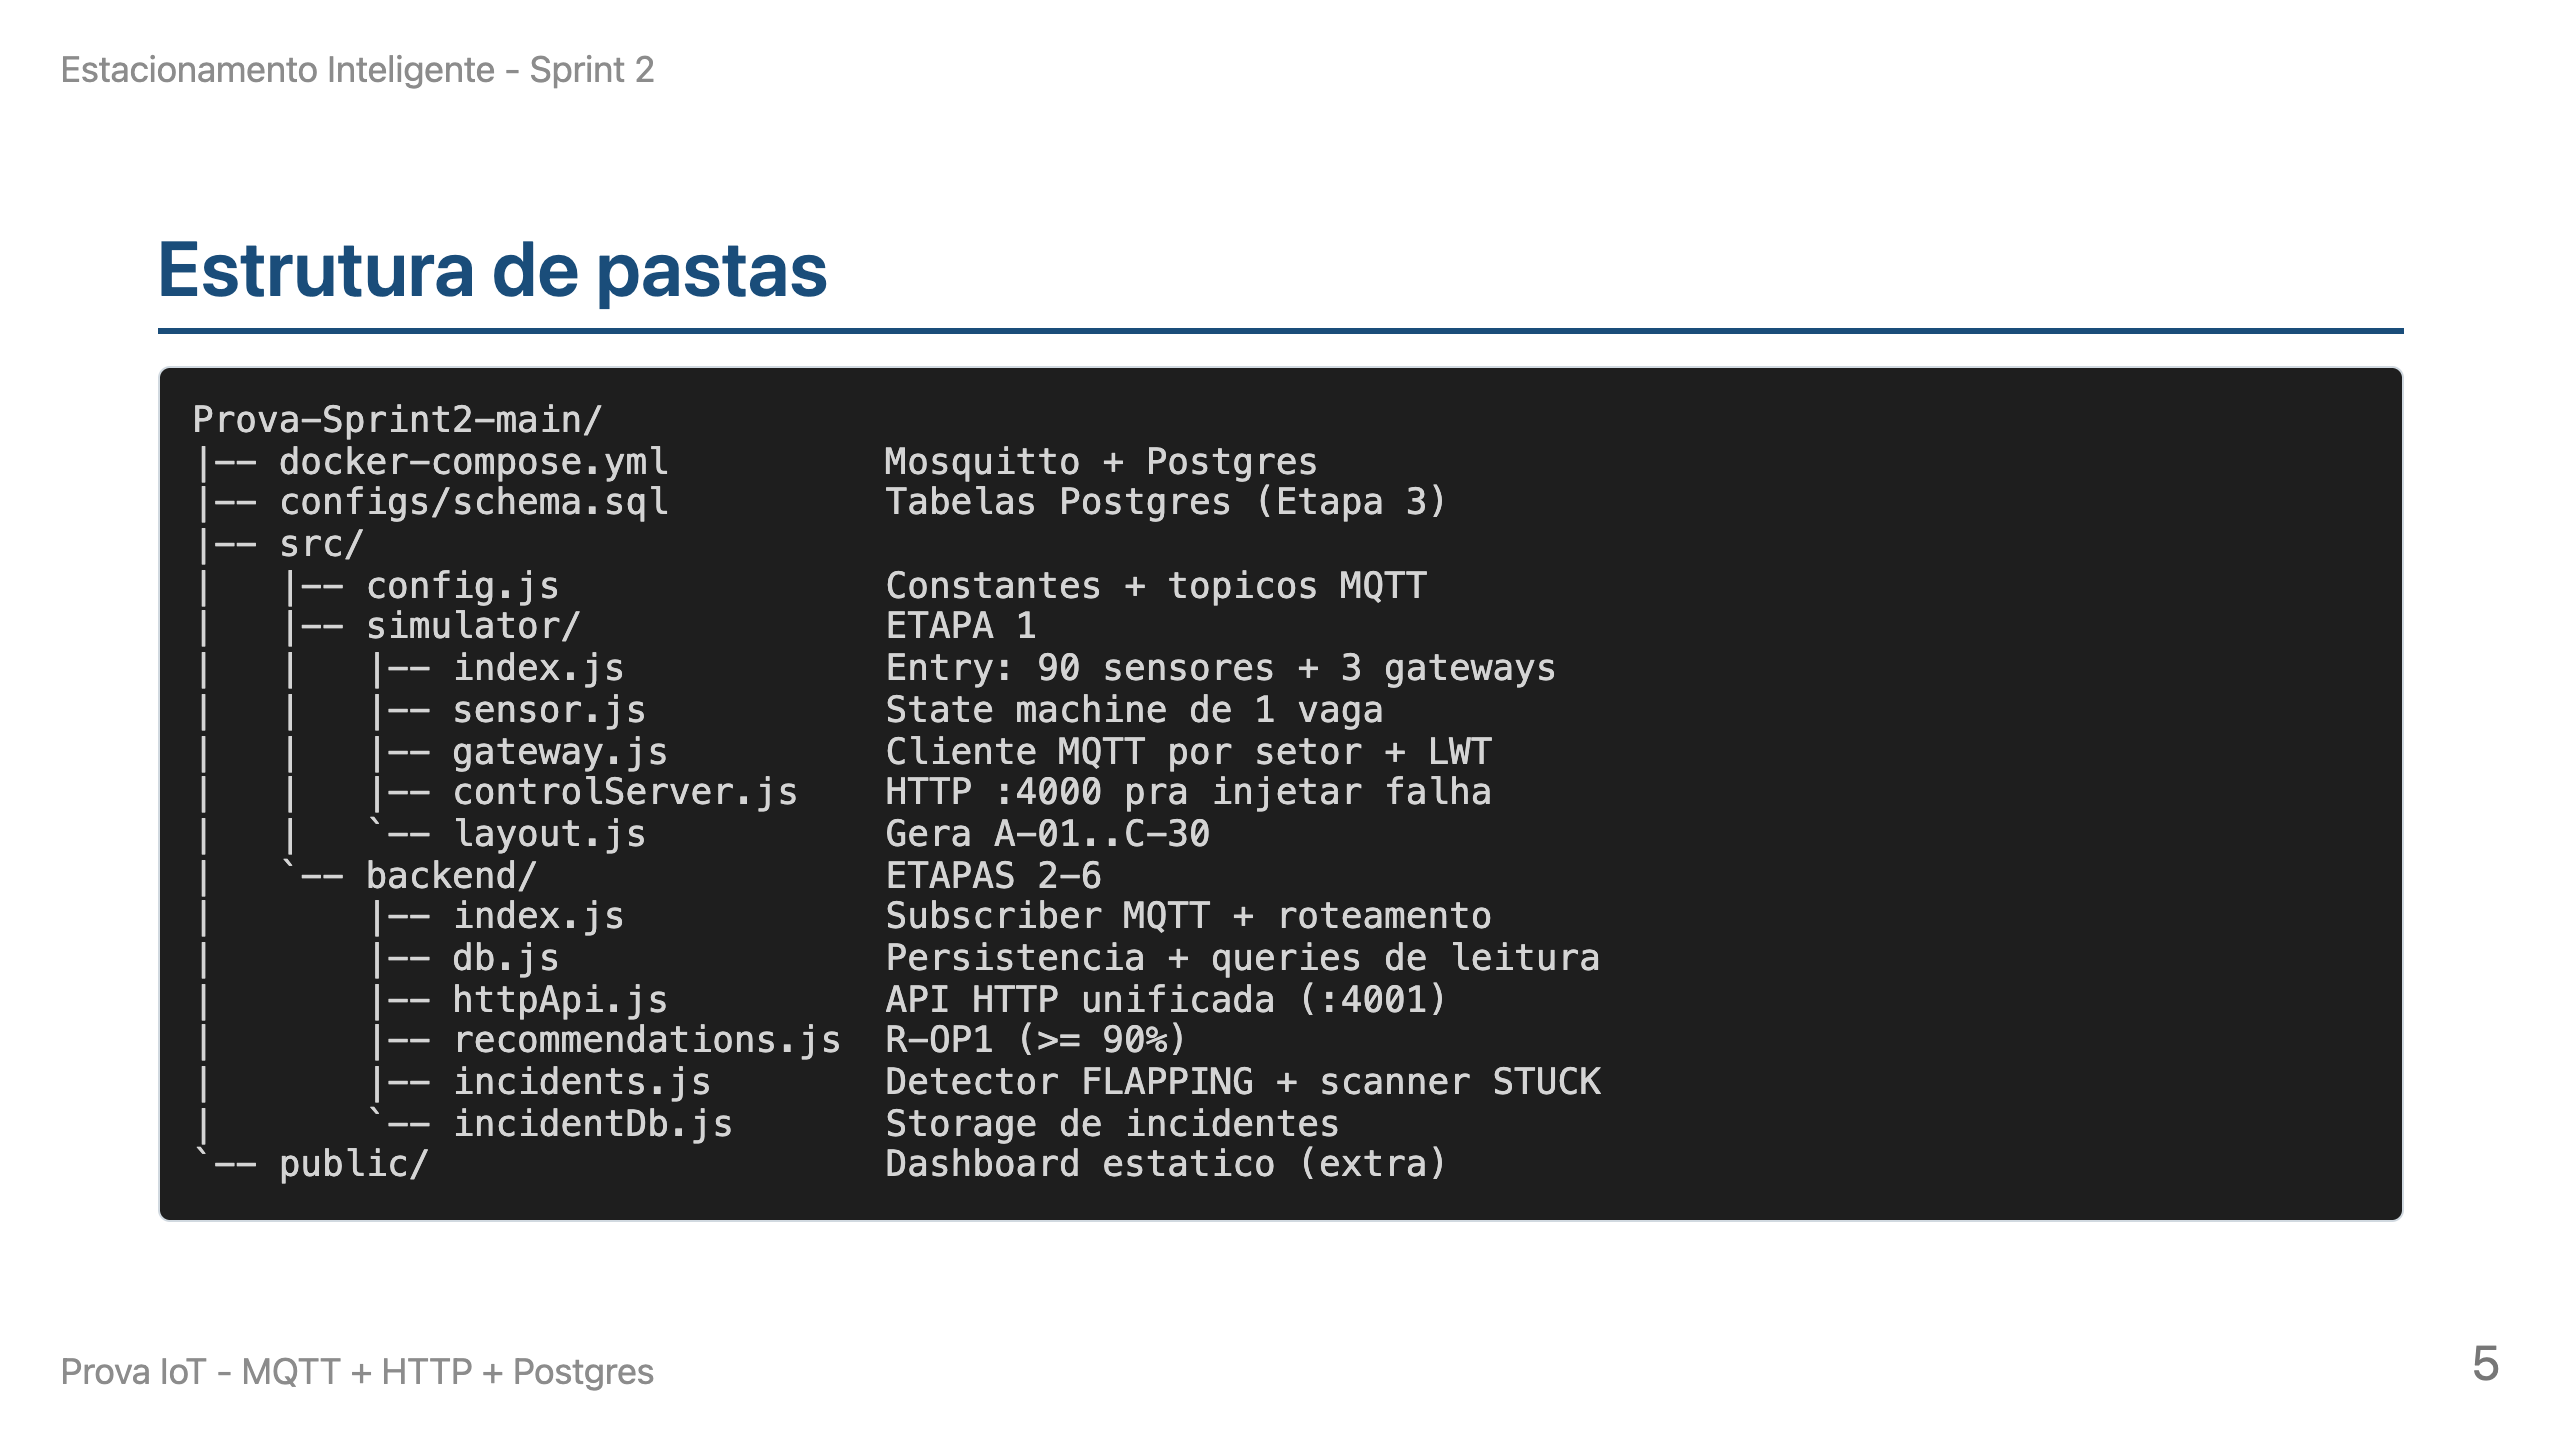 Estacionamento Inteligente - Sprint 2
Estrutura de pastas
Prova-Sprint2-main/
|-- docker-compose.yml          Mosquitto + Postgres
|-- configs/schema.sql          Tabelas Postgres (Etapa 3)
|-- src/
|   |-- config.js               Constantes + topicos MQTT
|   |-- simulator/              ETAPA 1
|   |   |-- index.js            Entry: 90 sensores + 3 gateways
|   |   |-- sensor.js           State machine de 1 vaga
|   |   |-- gateway.js          Cliente MQTT por setor + LWT
|   |   |-- controlServer.js    HTTP :4000 pra injetar falha
|   |   `-- layout.js           Gera A-01..C-30
|   `-- backend/                ETAPAS 2-6
|       |-- index.js            Subscriber MQTT + roteamento
|       |-- db.js               Persistencia + queries de leitura
|       |-- httpApi.js          API HTTP unificada (:4001)
|       |-- recommendations.js  R-OP1 (>= 90%)
|       |-- incidents.js        Detector FLAPPING + scanner STUCK
|       `-- incidentDb.js       Storage de incidentes
`-- public/                     Dashboard estatico (extra)
Prova IoT - MQTT + HTTP + Postgres
5